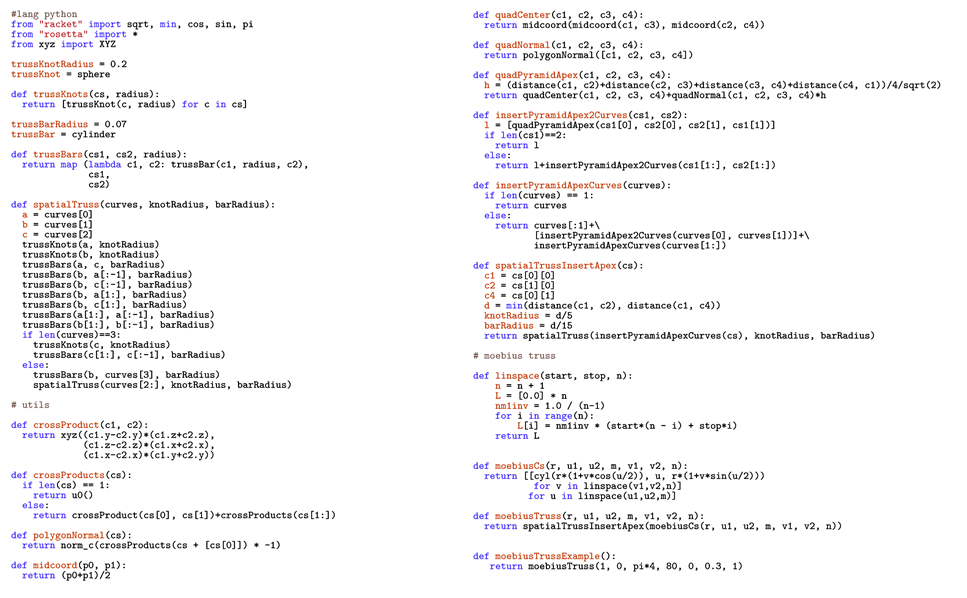 #lang python
from "racket" import sqrt, min, cos, sin, pi
from "rosetta" import *
from xyz import XYZ
trussKnotRadius = 0.2
trussKnot = sphere
def trussKnots(cs, radius):
  return [trussKnot(c, radius) for c in cs]
trussBarRadius = 0.07
trussBar = cylinder
def trussBars(cs1, cs2, radius):
  return map (lambda c1, c2: trussBar(c1, radius, c2),
              cs1,
              cs2)
def spatialTruss(curves, knotRadius, barRadius):
  a = curves[0]
  b = curves[1]
  c = curves[2]
  trussKnots(a, knotRadius)
  trussKnots(b, knotRadius)
  trussBars(a, c, barRadius)
  trussBars(b, a[:-1], barRadius)
  trussBars(b, c[:-1], barRadius)
  trussBars(b, a[1:], barRadius)
  trussBars(b, c[1:], barRadius)
  trussBars(a[1:], a[:-1], barRadius)
  trussBars(b[1:], b[:-1], barRadius)
  if len(curves)==3:
    trussKnots(c, knotRadius)
    trussBars(c[1:], c[:-1], barRadius)
  else:
    trussBars(b, curves[3], barRadius)
    spatialTruss(curves[2:], knotRadius, barRadius)
# utils
def crossProduct(c1, c2):
  return xyz((c1.y-c2.y)*(c1.z+c2.z),
             (c1.z-c2.z)*(c1.x+c2.x),
             (c1.x-c2.x)*(c1.y+c2.y))
def crossProducts(cs):
  if len(cs) == 1:
    return u0()
  else:
    return crossProduct(cs[0], cs[1])+crossProducts(cs[1:])
def polygonNormal(cs):
  return norm_c(crossProducts(cs + [cs[0]]) * -1)
def midcoord(p0, p1):
  return (p0+p1)/2
def quadCenter(c1, c2, c3, c4):
  return midcoord(midcoord(c1, c3), midcoord(c2, c4))
def quadNormal(c1, c2, c3, c4):
  return polygonNormal([c1, c2, c3, c4])
def quadPyramidApex(c1, c2, c3, c4):
  h = (distance(c1, c2)+distance(c2, c3)+distance(c3, c4)+distance(c4, c1))/4/sqrt(2)
  return quadCenter(c1, c2, c3, c4)+quadNormal(c1, c2, c3, c4)*h
def insertPyramidApex2Curves(cs1, cs2):
  l = [quadPyramidApex(cs1[0], cs2[0], cs2[1], cs1[1])]
  if len(cs1)==2:
    return l
  else:
    return l+insertPyramidApex2Curves(cs1[1:], cs2[1:])
def insertPyramidApexCurves(curves):
  if len(curves) == 1:
    return curves
  else:
    return curves[:1]+\
           [insertPyramidApex2Curves(curves[0], curves[1])]+\
           insertPyramidApexCurves(curves[1:])
def spatialTrussInsertApex(cs):
  c1 = cs[0][0]
  c2 = cs[1][0]
  c4 = cs[0][1]
  d = min(distance(c1, c2), distance(c1, c4))
  knotRadius = d/5
  barRadius = d/15
  return spatialTruss(insertPyramidApexCurves(cs), knotRadius, barRadius)
# moebius truss
def linspace(start, stop, n):
    n = n + 1
    L = [0.0] * n
    nm1inv = 1.0 / (n-1)
    for i in range(n):
        L[i] = nm1inv * (start*(n - i) + stop*i)
    return L
def moebiusCs(r, u1, u2, m, v1, v2, n):
  return [[cyl(r*(1+v*cos(u/2)), u, r*(1+v*sin(u/2)))
           for v in linspace(v1,v2,n)]
          for u in linspace(u1,u2,m)]
def moebiusTruss(r, u1, u2, m, v1, v2, n):
  return spatialTrussInsertApex(moebiusCs(r, u1, u2, m, v1, v2, n))
def moebiusTrussExample():
   return moebiusTruss(1, 0, pi*4, 80, 0, 0.3, 1)